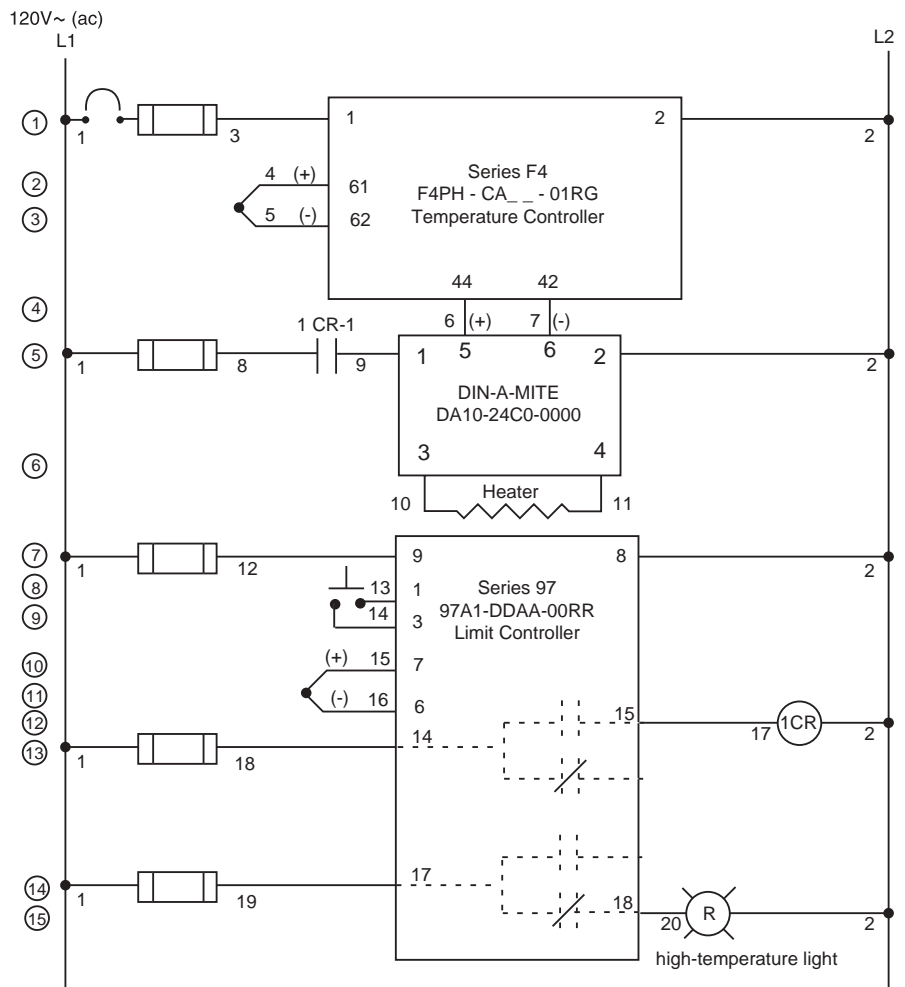 120V~ (ac)
L1
L2
1
1
3
1
2
2
Series F4
F4PH - CA_ _ - 01RG
Temperature Controller
2
4 (+) 61
3
5 (-) 62
44 42
4
6 (+) 7 (-)
1 CR-1
5
1
8
9
1 5 6 2
2
DIN-A-MITE
DA10-24C0-0000
3 4
6
10 Heater 11
7
1
12
9
8
2
8
13
1
Series 97
97A1-DDAA-00RR
Limit Controller
9
14
3
10
(+) 15 7
11
(-) 16 6
12
15
17
1CR
2
13
1
18
14
14
1
19
17
15
18
20
R
2
high-temperature light